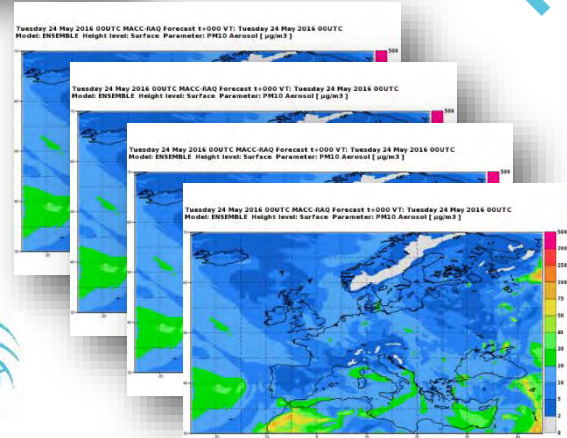 Tuesday 24 May 2016 00UTC MACC-RAQ Forecast t+000 VT: Tuesday 24 May 2016 00UTC
Model: ENSEMBLE Height level: Surface Parameter: PM10 Aerosol [ µg/m3 ]
500
Tuesday 24 May 2016 00UTC MACC-RAQ Forecast t+000 VT: Tuesday 24 May 2016 00UTC
Model: ENSEMBLE Height level: Surface Parameter: PM10 Aerosol [ µg/m3 ]
500
Tuesday 24 May 2016 00UTC MACC-RAQ Forecast t+000 VT: Tuesday 24 May 2016 00UTC
Model: ENSEMBLE Height level: Surface Parameter: PM10 Aerosol [ µg/m3 ]
500
Tuesday 24 May 2016 00UTC MACC-RAQ Forecast t+000 VT: Tuesday 24 May 2016 00UTC
Model: ENSEMBLE Height level: Surface Parameter: PM10 Aerosol [ µg/m3 ]
500
200
150
100
75
50
40
30
20
10
5
2
0